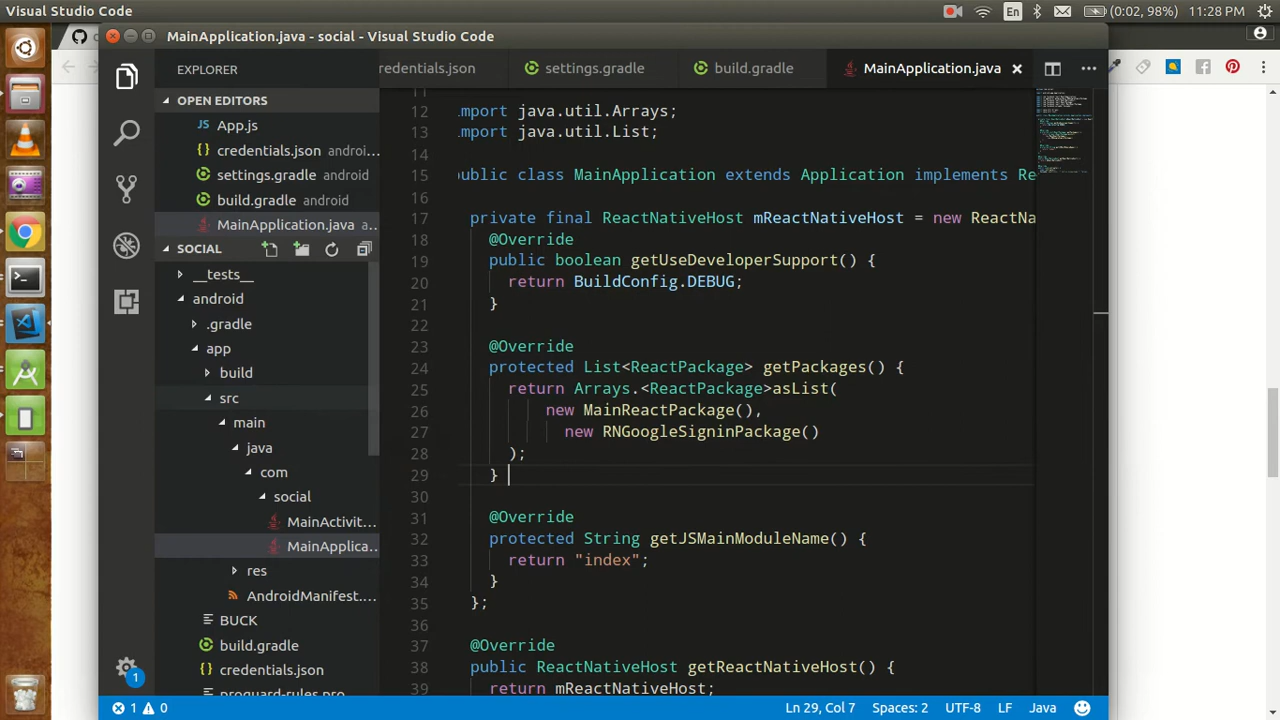 Visual Studio Code
En
(0:02, 98%)
11:28 PM
MainApplication.java - social - Visual Studio Code
EXPLORER
redentials.json
settings.gradle
build.gradle
MainApplication.java
OPEN EDITORS
App.js
credentials.json andro...
settings.gradle android
build.gradle android
MainApplication.java a...
SOCIAL
__tests__
android
.gradle
app
build
src
main
java
com
social
MainActivit...
MainApplica...
res
AndroidManifest....
BUCK
build.gradle
credentials.json
proguard-rules.pro
1
11
12 mport java.util.Arrays;
13 mport java.util.List;
14
15 ublic class MainApplication extends Application implements Re
16
17 private final ReactNativeHost mReactNativeHost = new ReactNa
18 @Override
19 public boolean getUseDeveloperSupport() {
20 return BuildConfig.DEBUG;
21 }
22
23 @Override
24 protected List<ReactPackage> getPackages() {
25 return Arrays.<ReactPackage>asList(
26 new MainReactPackage(),
27 new RNGoogleSigninPackage()
28 );
29 }
30
31 @Override
32 protected String getJSMainModuleName() {
33 return "index";
34 }
35 };
36
37 @Override
38 public ReactNativeHost getReactNativeHost() {
39 return mReactNativeHost;
1 0
Ln 29, Col 7
Spaces: 2
UTF-8
LF
Java